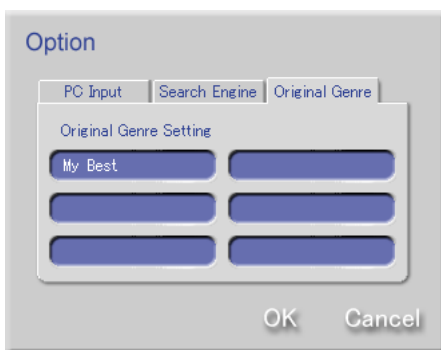 Option
PC Input Search Engine Original Genre
Original Genre Setting
My Best
OK Cancel